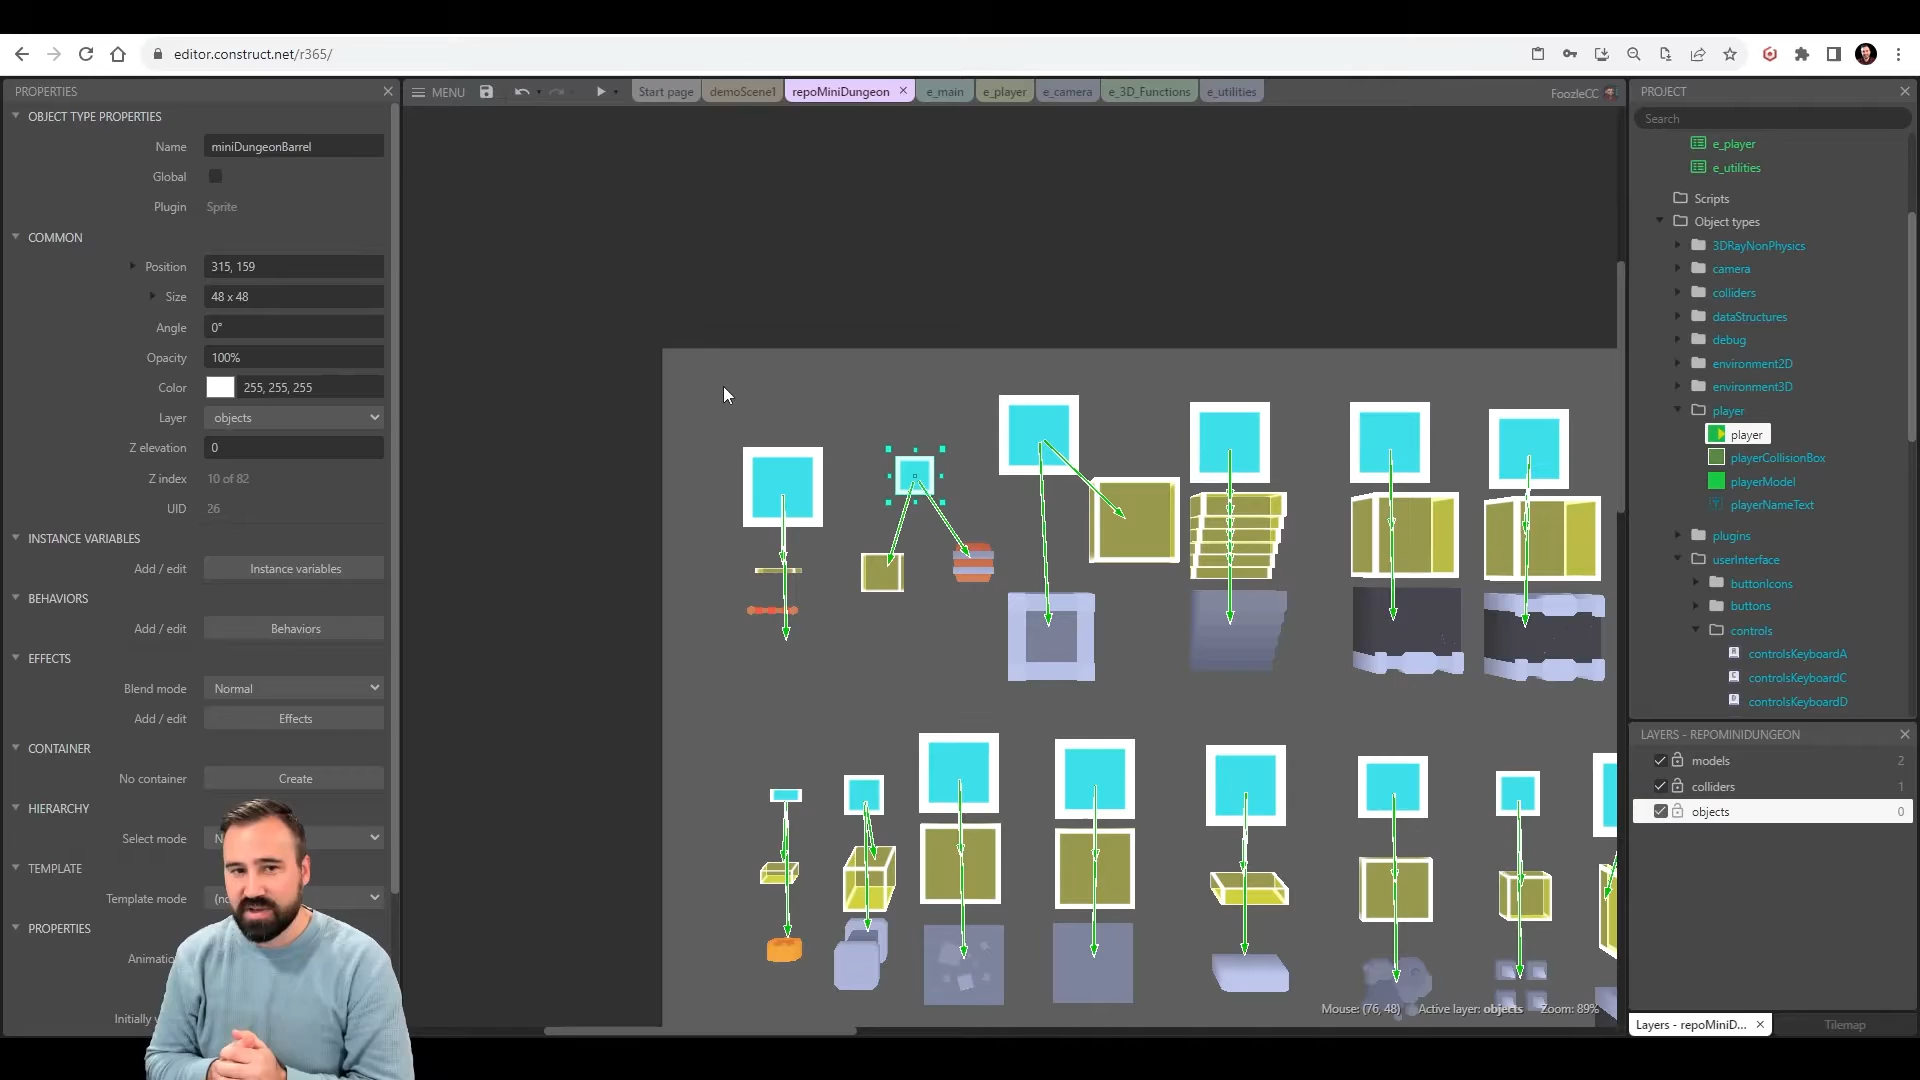 editor.construct.net/r365/
PROPERTIES
MENU
Start page
demoScene1
repoMiniDungeon
e_main
e_player
e_camera
e_3D_Functions
e_utilities
FoozleCC
PROJECT
OBJECT TYPE PROPERTIES
Name miniDungeonBarrel
Global
Plugin Sprite
COMMON
Position 315, 159
Size 48 x 48
Angle 0°
Opacity 100%
Color 255, 255, 255
Layer objects
Z elevation 0
Z index 10 of 82
UID 26
INSTANCE VARIABLES
Add / edit Instance variables
BEHAVIORS
Add / edit Behaviors
EFFECTS
Blend mode Normal
Add / edit Effects
CONTAINER
No container Create
HIERARCHY
Select mode
TEMPLATE
Template mode
PROPERTIES
Animatio
Initially
Mouse: (76, 48) Active layer: objects Zoom: 89%
Search
e_player
e_utilities
Scripts
Object types
3DRayNonPhysics
camera
colliders
dataStructures
debug
environment2D
environment3D
player
player
playerCollisionBox
playerModel
playerNameText
plugins
userInterface
buttonIcons
buttons
controls
controlsKeyboardA
controlsKeyboardC
controlsKeyboardD
LAYERS - REPOMINIDUNGEON
models 2
colliders 1
objects 0
Layers - repoMiniD...
Tilemap